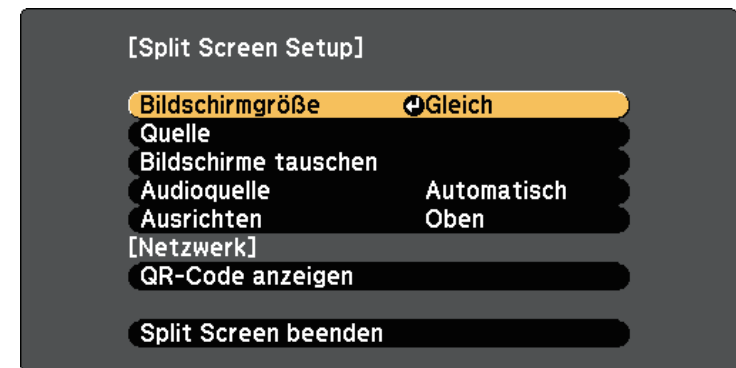 [Split Screen Setup]
Bildschirmgröße Gleich
Quelle
Bildschirme tauschen
Audioquelle Automatisch
Ausrichten Oben
[Netzwerk]
QR-Code anzeigen
Split Screen beenden